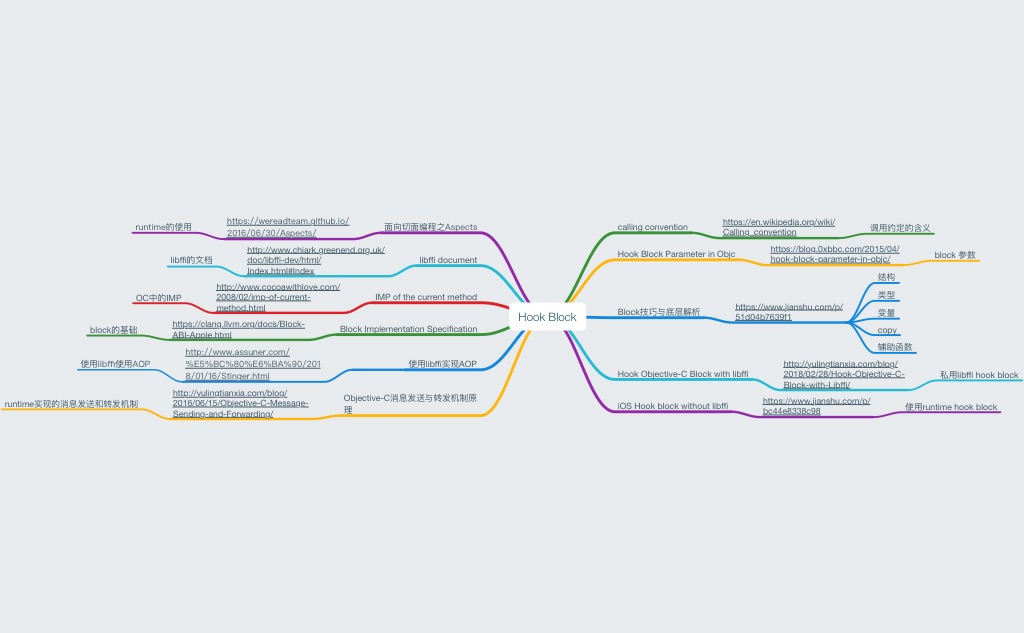 Hook Block
calling convention
https://en.wikipedia.org/wiki/
Calling_convention
调用约定的含义
Hook Block Parameter in Objc
https://blog.0xbbc.com/2015/04/
hook-block-parameter-in-objc/
block 参数
Block技巧与底层解析
https://www.jianshu.com/p/
51d04b7639f1
结构
类型
变量
copy
辅助函数
Hook Objective-C Block with libffi
http://yulingtianxia.com/blog/
2018/02/28/Hook-Objective-C-
Block-with-Libffi/
私用libffi hook block
iOS Hook block without libffi
https://www.jianshu.com/p/
bc44e8338c98
使用runtime hook block
面向切面编程之Aspects
https://wereadteam.github.io/
2016/06/30/Aspects/
runtime的使用
libffi document
http://www.chiark.greenend.org.uk/
doc/libffi-dev/html/
Index.html#Index
libffi的文档
IMP of the current method
http://www.cocoawithlove.com/
2008/02/imp-of-current-
method.html
OC中的IMP
Block Implementation Specification
https://clang.llvm.org/docs/Block-
ABI-Apple.html
block的基础
使用libffi实现AOP
http://www.assuner.com/
%E5%BC%80%E6%BA%90/201
8/01/16/Stinger.html
使用libffi使用AOP
Objective-C消息发送与转发机制原
理
http://yulingtianxia.com/blog/
2016/06/15/Objective-C-Message-
Sending-and-Forwarding/
runtime实现的消息发送和转发机制